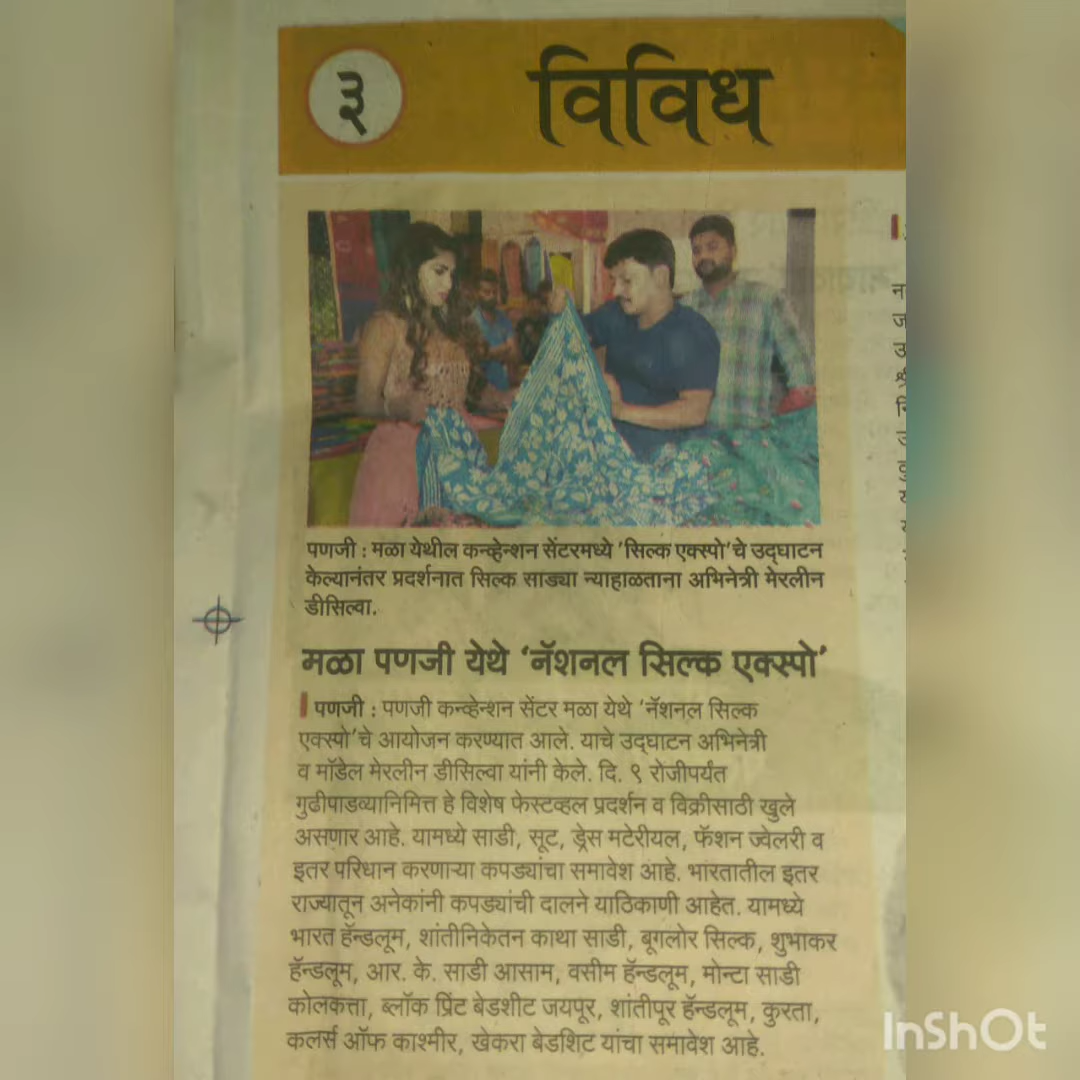 ३
विविध
पणजी : मळा येथील कन्व्हेन्शन सेंटरमध्ये 'सिल्क एक्स्पो'चे उद्घाटन
केल्यानंतर प्रदर्शनात सिल्क साड्या न्याहाळताना अभिनेत्री मेरलीन
डीसिल्वा.
मळा पणजी येथे 'नॅशनल सिल्क एक्स्पो'
पणजी : पणजी कन्व्हेन्शन सेंटर मळा येथे 'नॅशनल सिल्क
एक्स्पो'चे आयोजन करण्यात आले. याचे उद्घाटन अभिनेत्री
व मॉडेल मेरलीन डीसिल्वा यांनी केले. दि. ९ रोजीपर्यंत
गुढीपाडव्यानिमित्त हे विशेष फेस्टव्हल प्रदर्शन व विक्रीसाठी खुले
असणार आहे. यामध्ये साडी, सूट, ड्रेस मटेरीयल, फॅशन ज्वेलरी व
इतर परिधान करणाऱ्या कपड्यांचा समावेश आहे. भारतातील इतर
राज्यातून अनेकांनी कपड्यांची दालने याठिकाणी आहेत. यामध्ये
भारत हॅन्डलूम, शांतीनिकेतन काथा साडी, बूगलोर सिल्क, शुभाकर
हॅन्डलूम, आर. के. साडी आसाम, वसीम हॅन्डलूम, मोन्टा साडी
कोलकत्ता, ब्लॉक प्रिंट बेडशीट जयपूर, शांतीपूर हॅन्डलूम, कुरता,
कलर्स ऑफ काश्मीर, खेकरा बेडशिट यांचा समावेश आहे.
InShOt